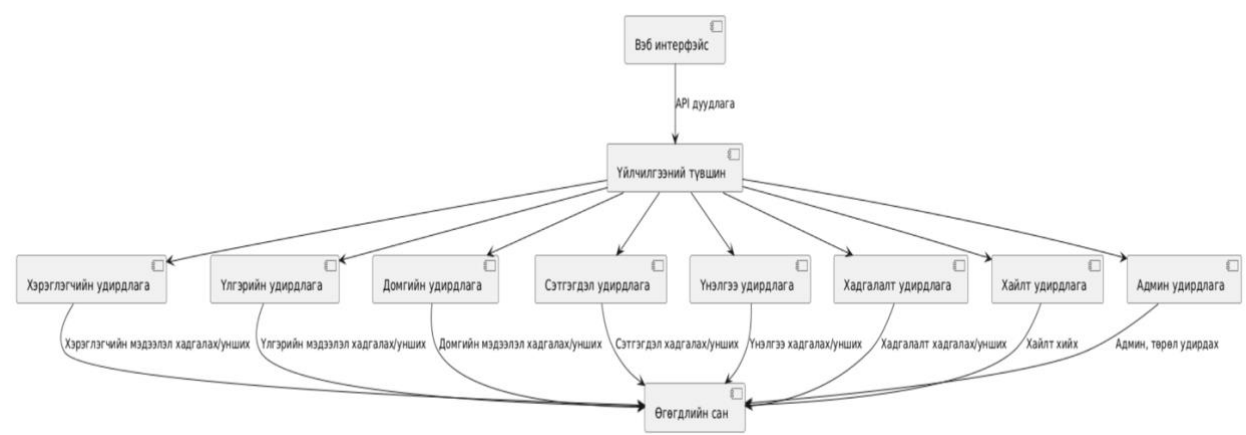 Вэб интерфэйс
API дуудлага
Үйлчилгээний түвшин
Хэрэглэгчийн удирдлага
Үлгэрийн удирдлага
Домгийн удирдлага
Сэтгэгдэл удирдлага
Үнэлгээ удирдлага
Хадгалалт удирдлага
Хайлт удирдлага
Админ удирдлага
Хэрэглэгчийн мэдээлэл хадгалах/унших
Үлгэрийн мэдээлэл хадгалах/унших
Домгийн мэдээлэл хадгалах/унших
Сэтгэгдэл хадгалах/унших
Үнэлгээ хадгалах/унших
Хадгалалт хадгалах/унших
Хайлт хийх
Админ, төрөл удирдах
Өгөгдлийн сан